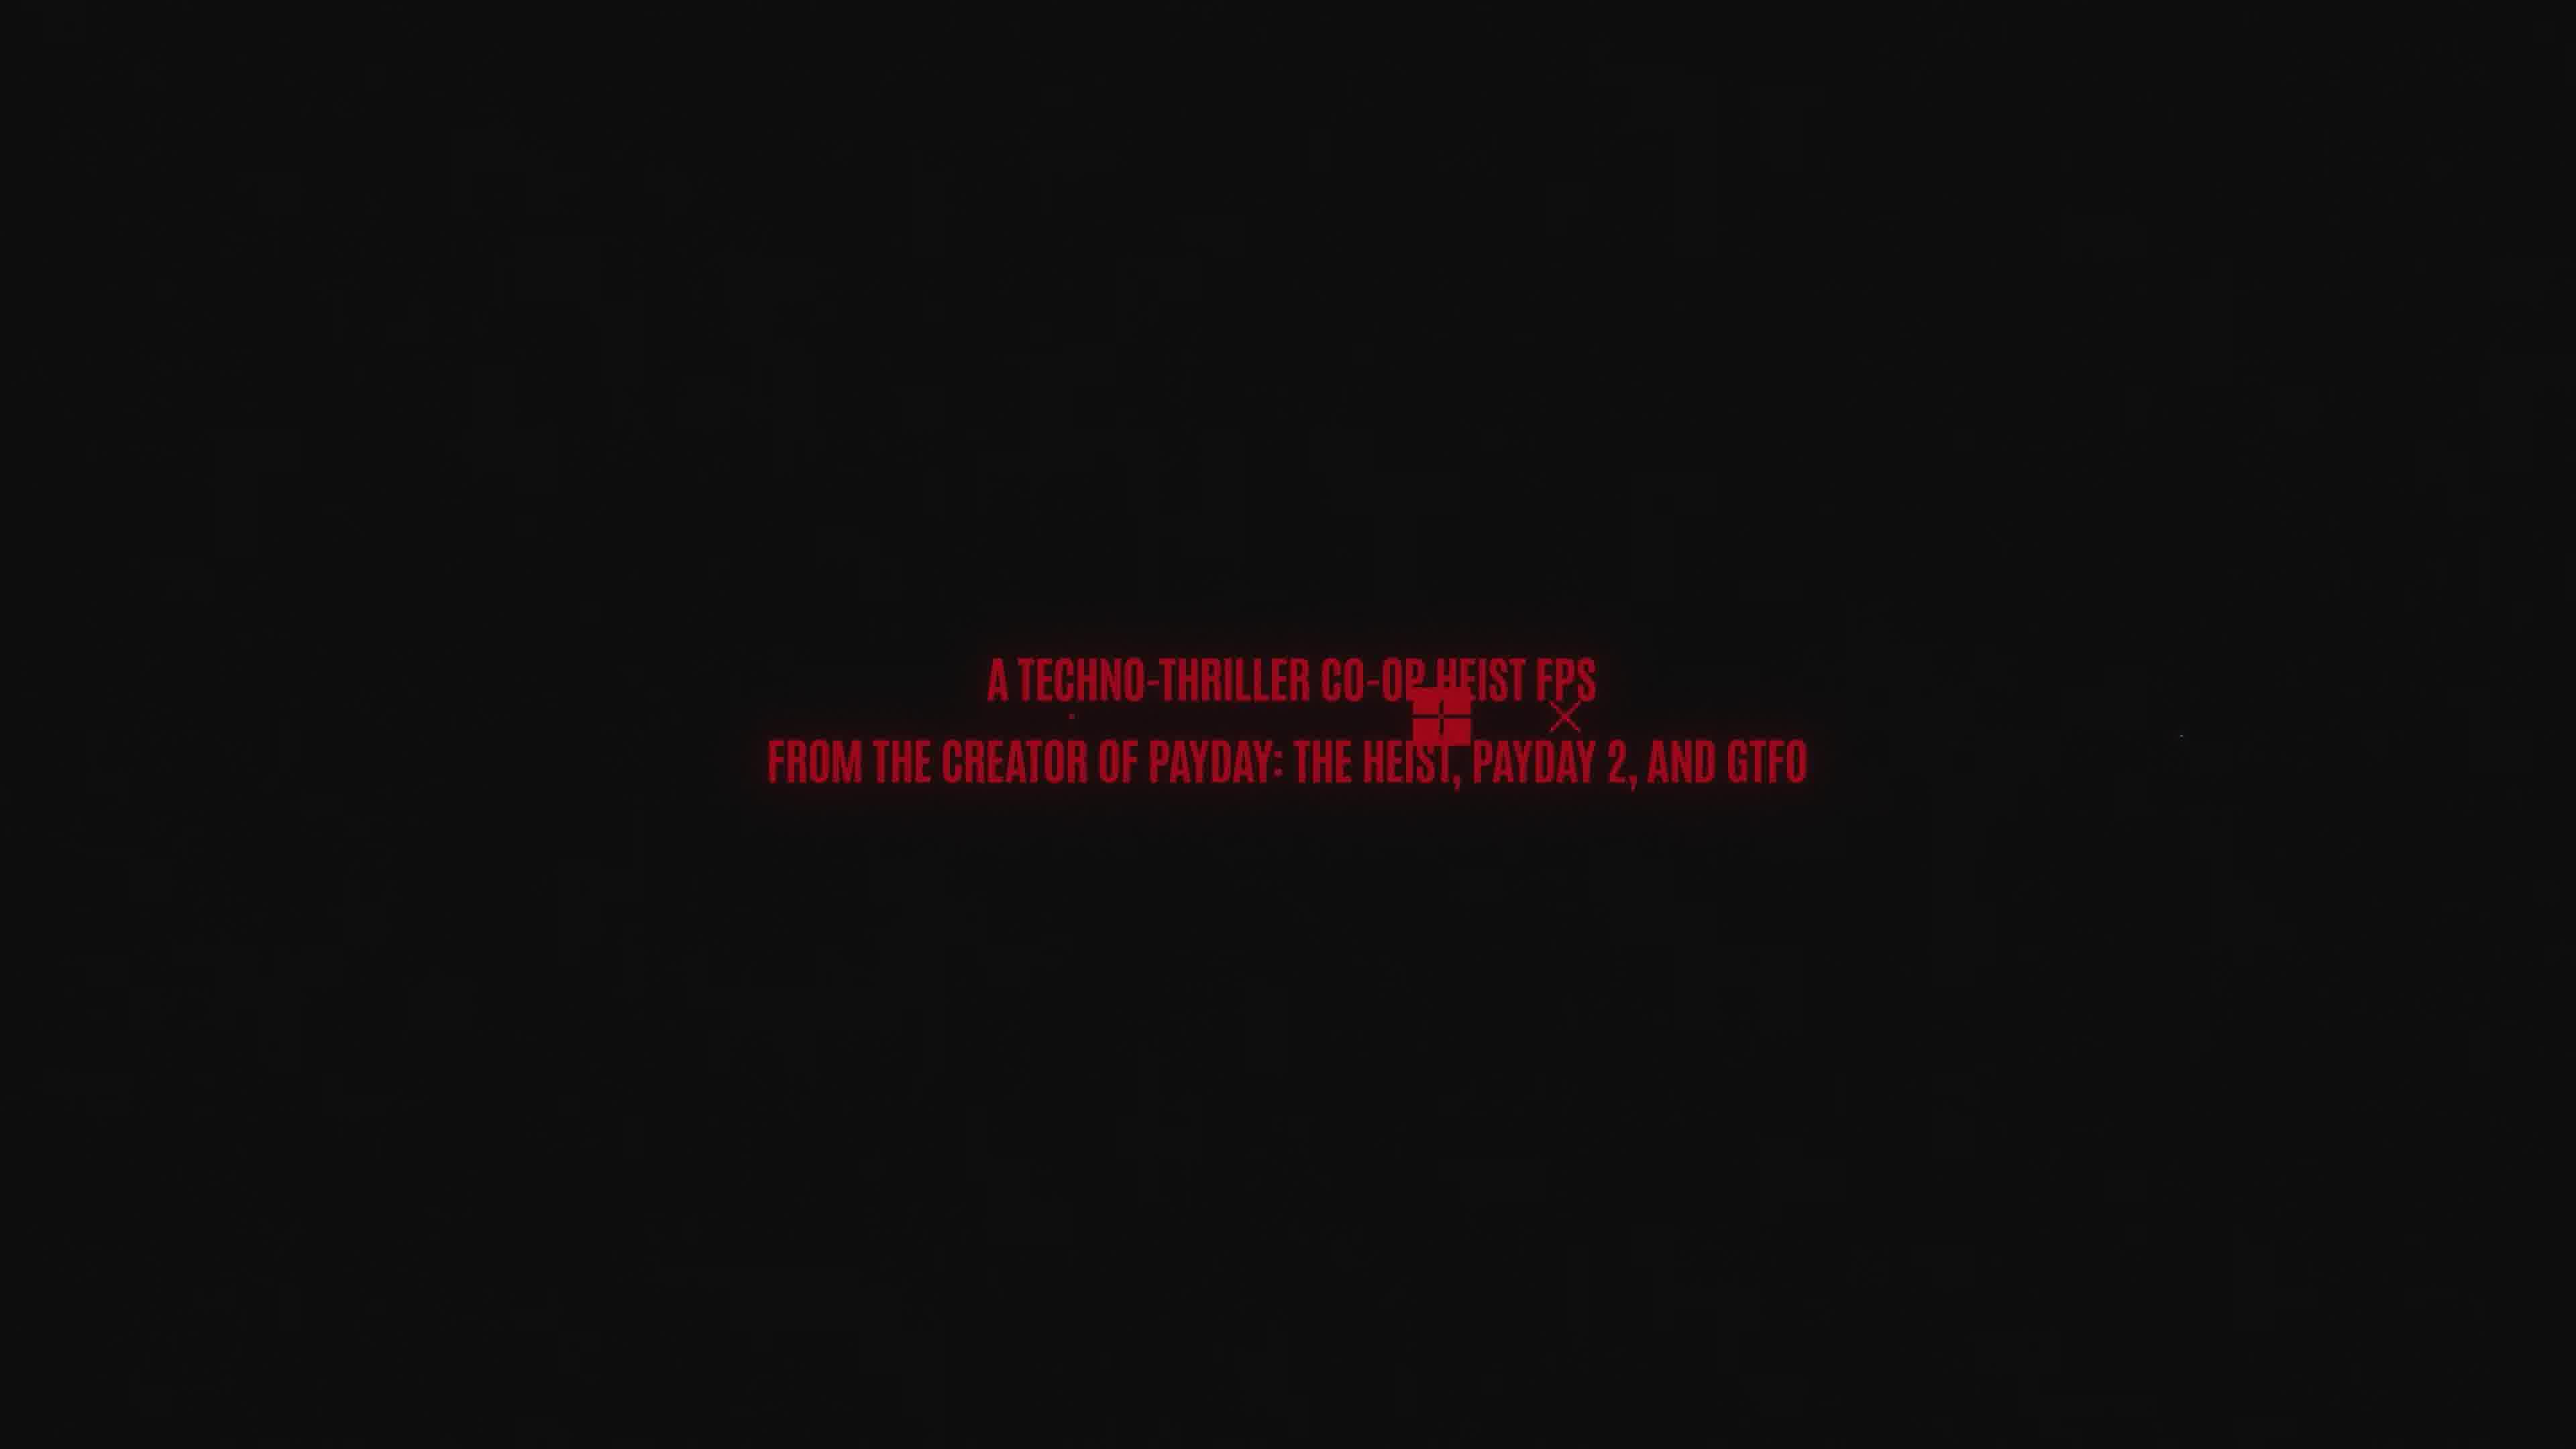 A TECHNO-THRILLER CO-OP HEIST FPS
FROM THE CREATOR OF PAYDAY: THE HEIST, PAYDAY 2, AND GTFO